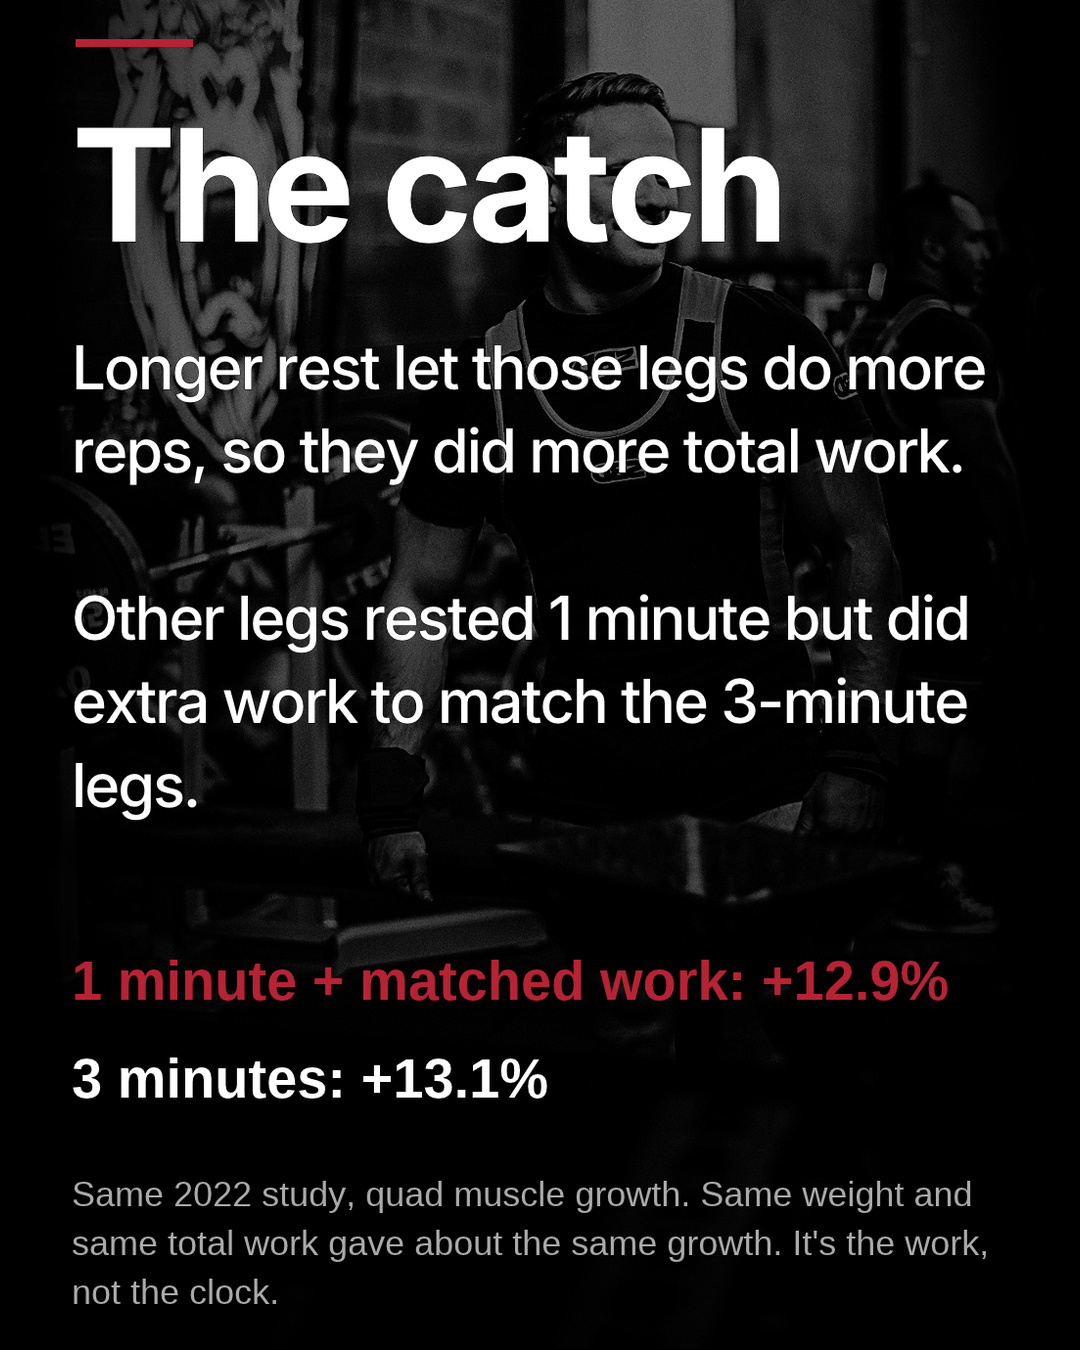 The catch
Longer rest let those legs do more
reps, so they did more total work.
Other legs rested 1 minute but did
extra work to match the 3-minute
legs.
1 minute + matched work: +12.9%
3 minutes: +13.1%
Same 2022 study, quad muscle growth. Same weight and
same total work gave about the same growth. It's the work,
not the clock.